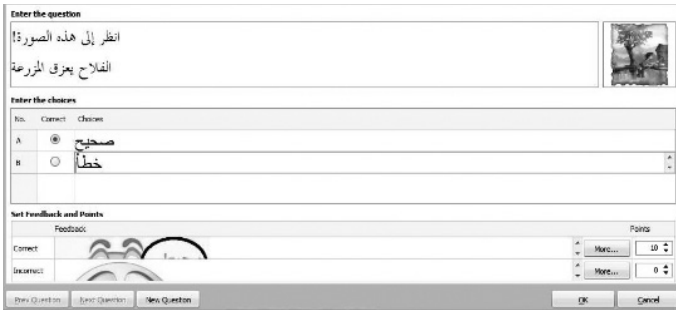 Enter the question
انظر إلى هذه الصورة!
الفلاح يعزق المزرعة
Enter the choices
No. Correct Choices
A صحيح
B خطأ
Set Feedback and Points
Feedback Points
Correct More... 10
Incorrect More... 0
Prev Question Next Question New Question OK Cancel